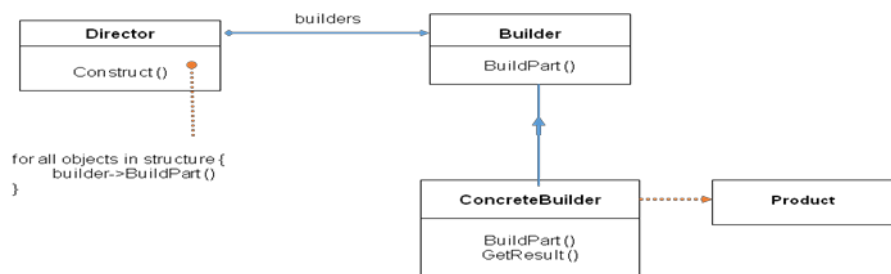 builders
Director
Construct()
for all objects in structure {
builder->BuildPart()
}
Builder
BuildPart()
ConcreteBuilder
BuildPart()
GetResult()
Product